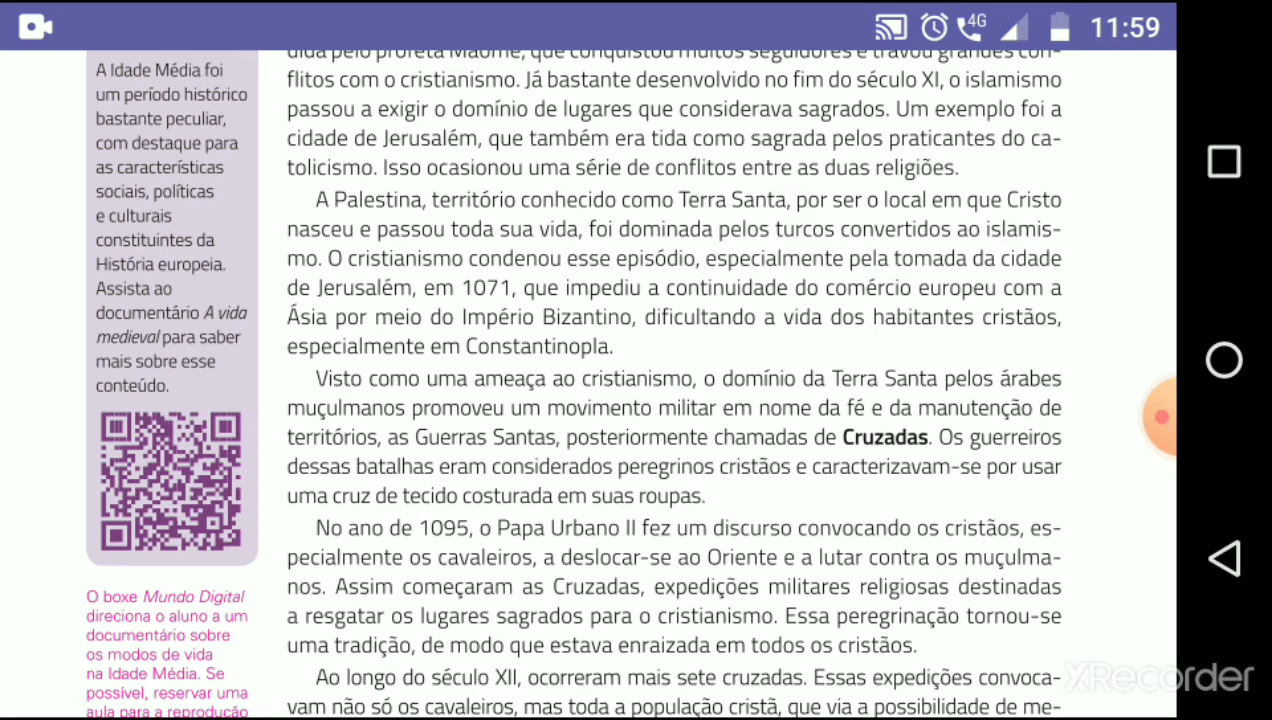 4G
11:59
A Idade Média foi
um período histórico
bastante peculiar,
com destaque para
as características
sociais, políticas
e culturais
constituintes da
História europeia.
Assista ao
documentário A vida
medieval para saber
mais sobre esse
conteúdo.
O boxe Mundo Digital
direciona o aluno a um
documentário sobre
os modos de vida
na Idade Média. Se
possível, reservar uma
aula para a reprodução
dida pelo profeta Maomé, que conquistou muitos seguidores e travou grandes con-
flitos com o cristianismo. Já bastante desenvolvido no fim do século XI, o islamismo
passou a exigir o domínio de lugares que considerava sagrados. Um exemplo foi a
cidade de Jerusalém, que também era tida como sagrada pelos praticantes do ca-
tolicismo. Isso ocasionou uma série de conflitos entre as duas religiões.
A Palestina, território conhecido como Terra Santa, por ser o local em que Cristo
nasceu e passou toda sua vida, foi dominada pelos turcos convertidos ao islamis-
mo. O cristianismo condenou esse episódio, especialmente pela tomada da cidade
de Jerusalém, em 1071, que impediu a continuidade do comércio europeu com a
Ásia por meio do Império Bizantino, dificultando a vida dos habitantes cristãos,
especialmente em Constantinopla.
Visto como uma ameaça ao cristianismo, o domínio da Terra Santa pelos árabes
muçulmanos promoveu um movimento militar em nome da fé e da manutenção de
territórios, as Guerras Santas, posteriormente chamadas de Cruzadas. Os guerreiros
dessas batalhas eram considerados peregrinos cristãos e caracterizavam-se por usar
uma cruz de tecido costurada em suas roupas.
No ano de 1095, o Papa Urbano II fez um discurso convocando os cristãos, es-
pecialmente os cavaleiros, a deslocar-se ao Oriente e a lutar contra os muçulma-
nos. Assim começaram as Cruzadas, expedições militares religiosas destinadas
a resgatar os lugares sagrados para o cristianismo. Essa peregrinação tornou-se
uma tradição, de modo que estava enraizada em todos os cristãos.
Ao longo do século XII, ocorreram mais sete cruzadas. Essas expedições convoca-
vam não só os cavaleiros, mas toda a população cristã, que via a possibilidade de me-
XRecorder